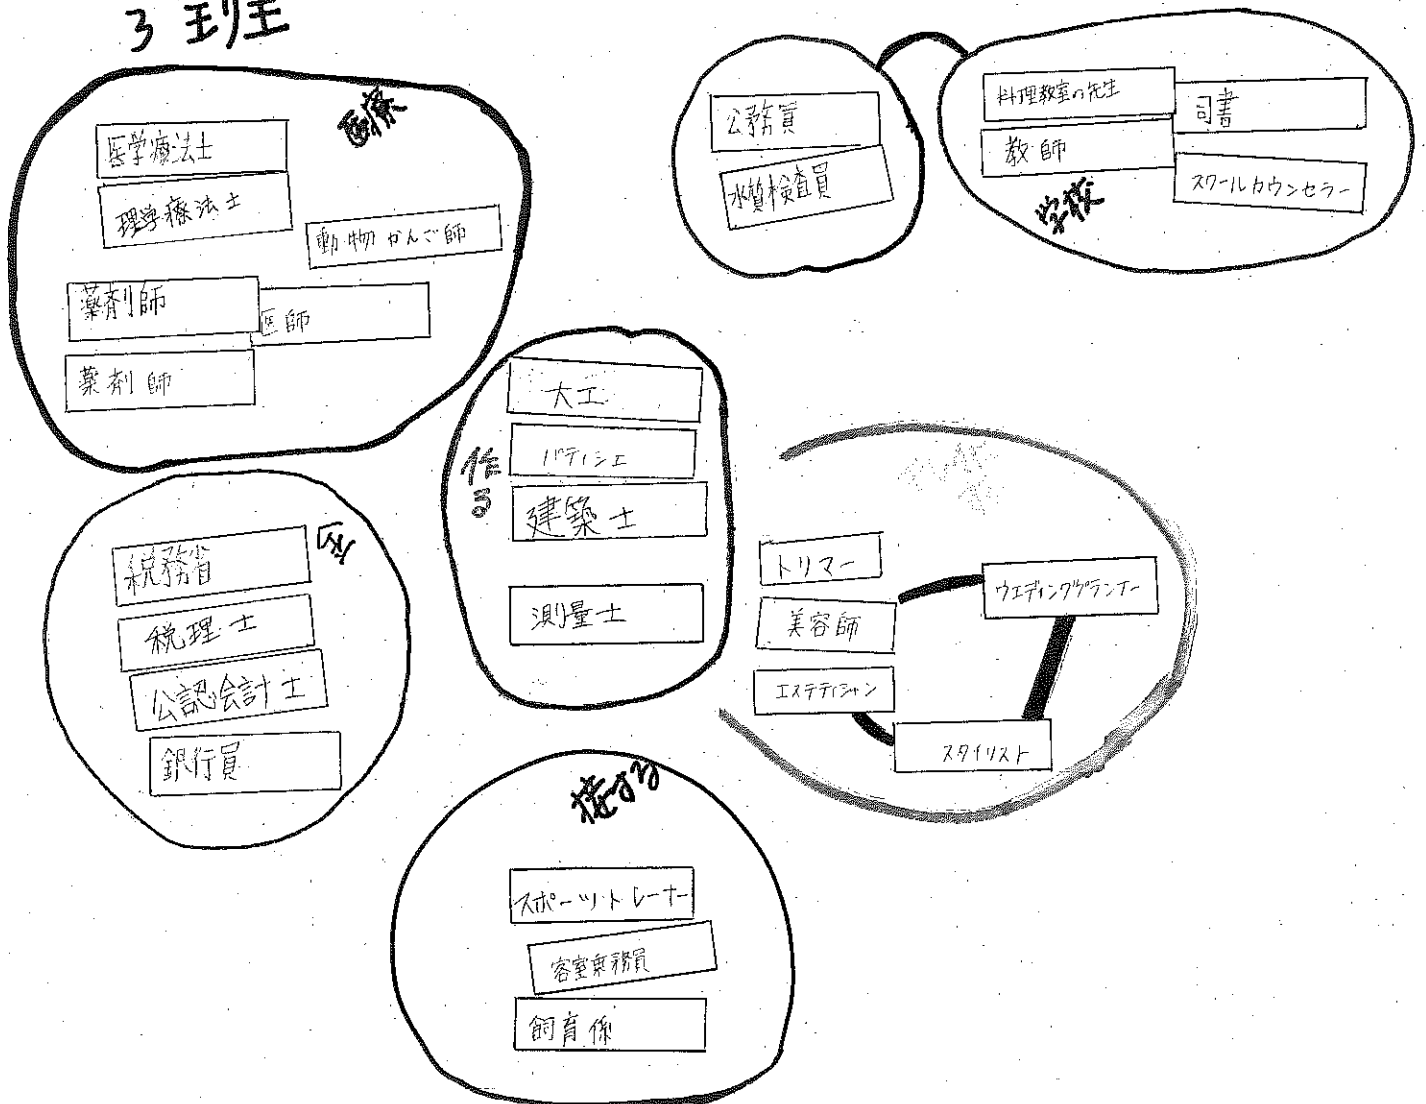 3班
医療
医学療法士
理学療法士
動物かんご師
薬剤師
医師
薬剤師
公務員
水質検査員
料理教室の先生
司書
教師
スクールカウンセラー
学校
作る
大工
パティシエ
建築士
測量士
税務省
税理士
公認会計士
銀行員
トリマー
美容師
エステティシャン
ウエディングプランナー
スタイリスト
接する
スポーツトレーナー
客室乗務員
飼育係